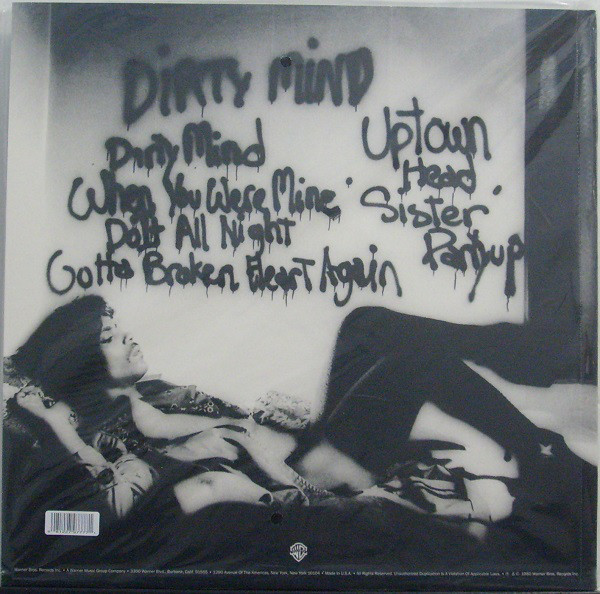 DIRTY MIND
Dirty Mind
When You Were Mine
Do It All Night
Gotta Broken Heart Again
Uptown
Head
Sister
Partyup